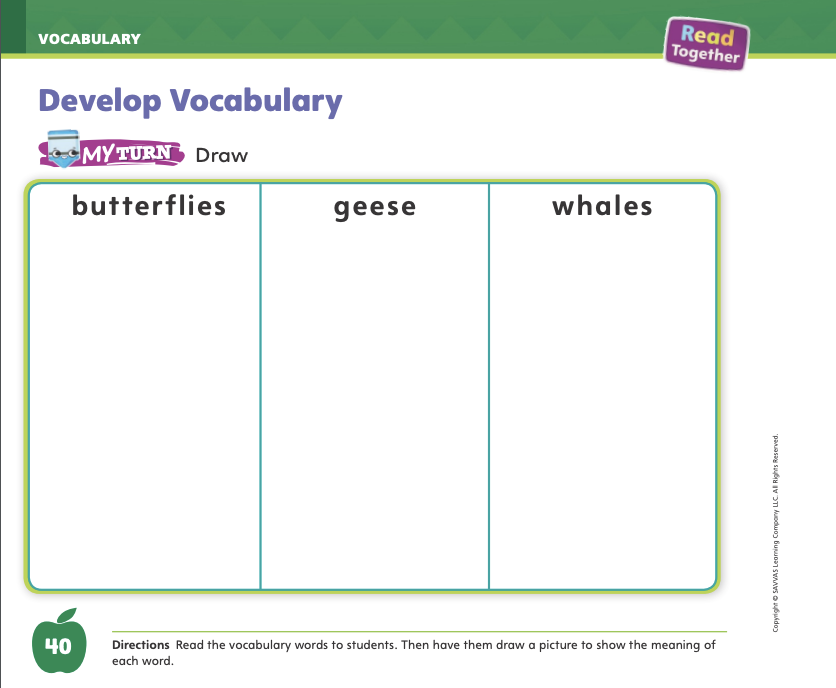 VOCABULARY
Read
Together
Develop Vocabulary
MY TURN Draw
butterflies geese whales
Copyright © SAVVAS Learning Company LLC. All Rights Reserved.
40
Directions Read the vocabulary words to students. Then have them draw a picture to show the meaning of
each word.